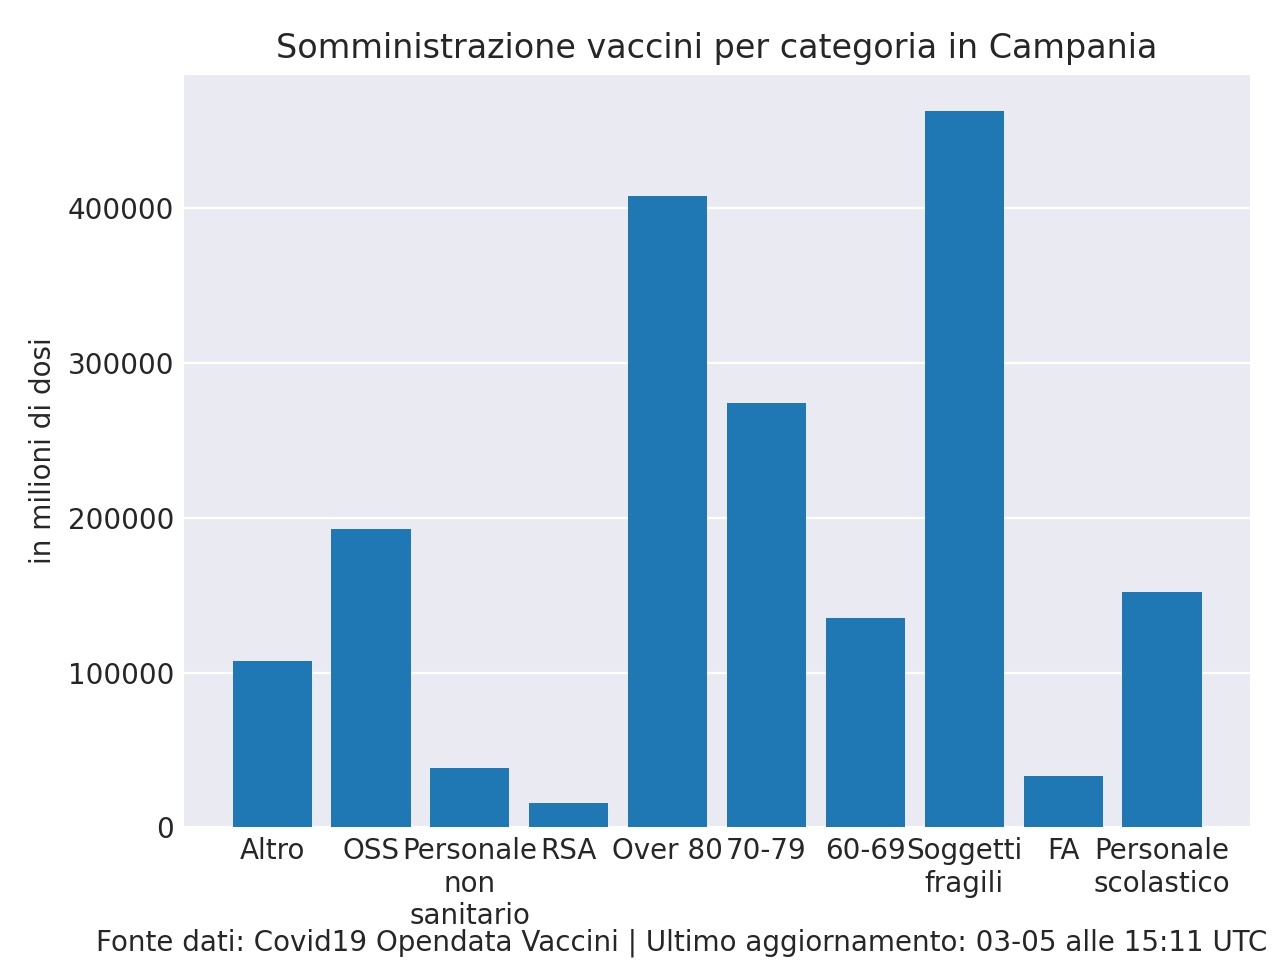 Somministrazione vaccini per categoria in Campania
in milioni di dosi
400000
300000
200000
100000
0
Altro
OSS
Personale
non
sanitario
RSA
Over 80
70-79
60-69
Soggetti
fragili
FA
Personale
scolastico
Fonte dati: Covid19 Opendata Vaccini | Ultimo aggiornamento: 03-05 alle 15:11 UTC